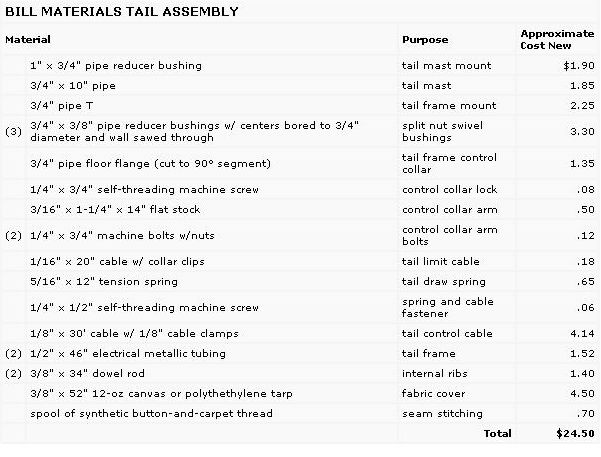 BILL MATERIALS TAIL ASSEMBLY
Material Purpose Approximate
Cost New
1" x 3/4" pipe reducer bushing tail mast mount $1.90
3/4" x 10" pipe tail mast 1.85
3/4" pipe T tail frame mount 2.25
(3) 3/4" x 3/8" pipe reducer bushings w/ centers bored to 3/4" split nut swivel 3.30
diameter and wall sawed through bushings
3/4" pipe floor flange (cut to 90° segment) tail frame control 1.35
collar
1/4" x 3/4" self-threading machine screw control collar lock .08
3/16" x 1-1/4" x 14" flat stock control collar arm .50
(2) 1/4" x 3/4" machine bolts w/nuts control collar arm .12
bolts
1/16" x 20" cable w/ collar clips tail limit cable .18
5/16" x 12" tension spring tail draw spring .65
1/4" x 1/2" self-threading machine screw spring and cable .06
fastener
1/8" x 30' cable w/ 1/8" cable clamps tail control cable 4.14
(2) 1/2" x 46" electrical metallic tubing tail frame 1.52
(2) 3/8" x 34" dowel rod internal ribs 1.40
3/8" x 52" 12-oz canvas or polythethylene tarp fabric cover 4.50
spool of synthetic button-and-carpet thread seam stitching .70
Total $24.50